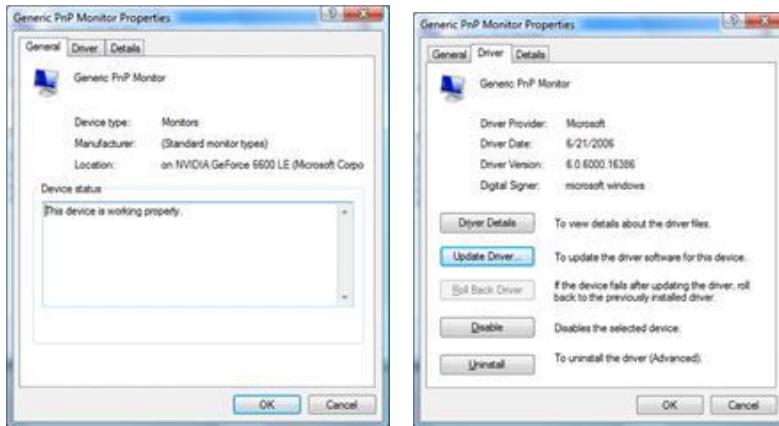 Generic PnP Monitor Properties
General Driver Details
Generic PnP Monitor
Device type: Monitors
Manufacturer: (Standard monitor types)
Location: on NVIDIA GeForce 6600 LE (Microsoft Corpo
Device status
This device is working properly.
OK Cancel
Generic PnP Monitor Properties
General Driver Details
Generic PnP Monitor
Driver Provider: Microsoft
Driver Date: 6/21/2006
Driver Version: 6.0.6000.16386
Digital Signer: microsoft windows
Driver Details To view details about the driver files.
Update Driver... To update the driver software for this device.
Roll Back Driver If the device fails after updating the driver, roll
back to the previously installed driver.
Disable Disables the selected device.
Uninstall To uninstall the driver (Advanced).
OK Cancel